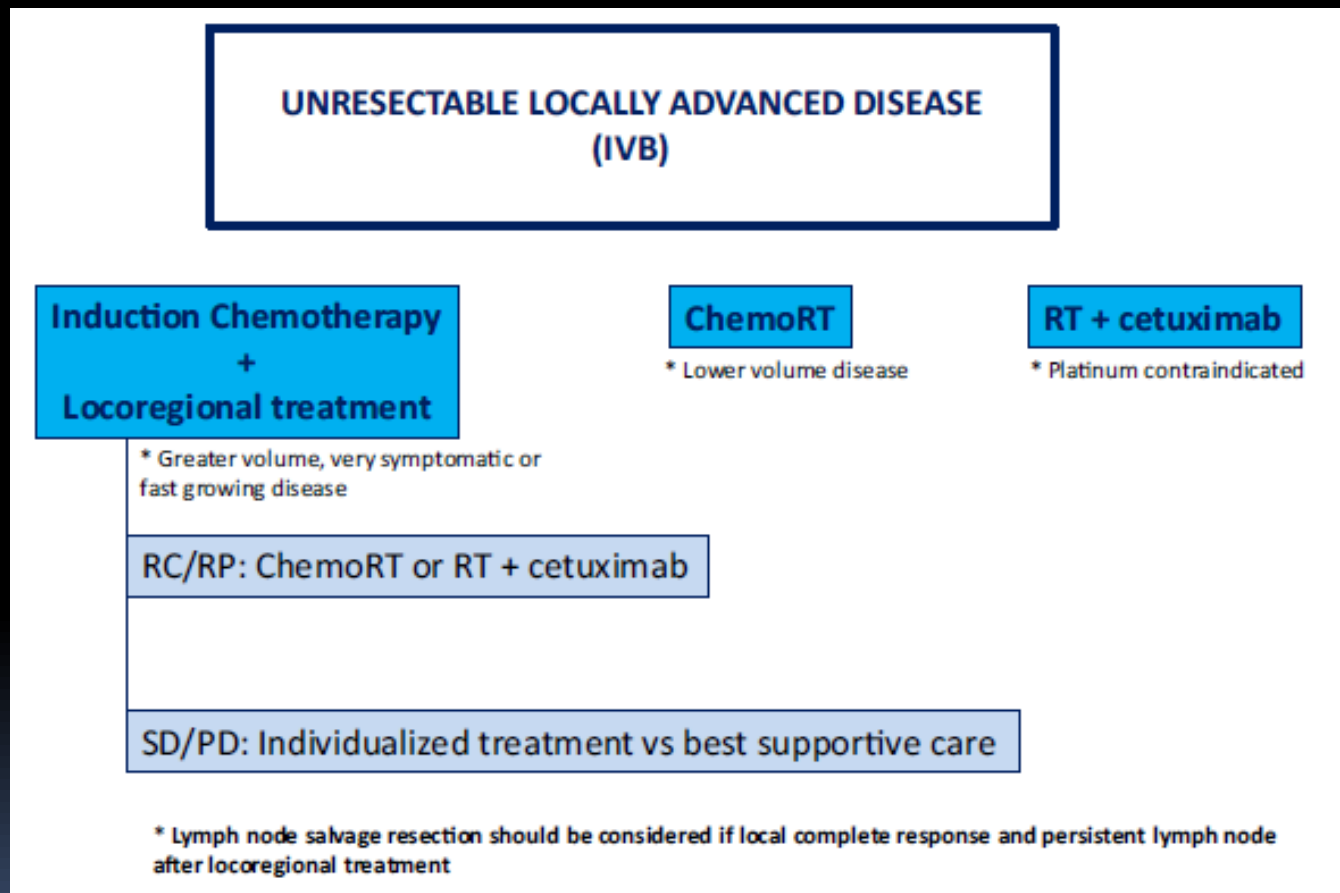 UNRESECTABLE LOCALLY ADVANCED DISEASE
(IVB)
Induction Chemotherapy
+
Locoregional treatment
* Greater volume, very symptomatic or
fast growing disease
ChemoRT
* Lower volume disease
RT + cetuximab
* Platinum contraindicated
RC/RP: ChemoRT or RT + cetuximab
SD/PD: Individualized treatment vs best supportive care
* Lymph node salvage resection should be considered if local complete response and persistent lymph node
after locoregional treatment